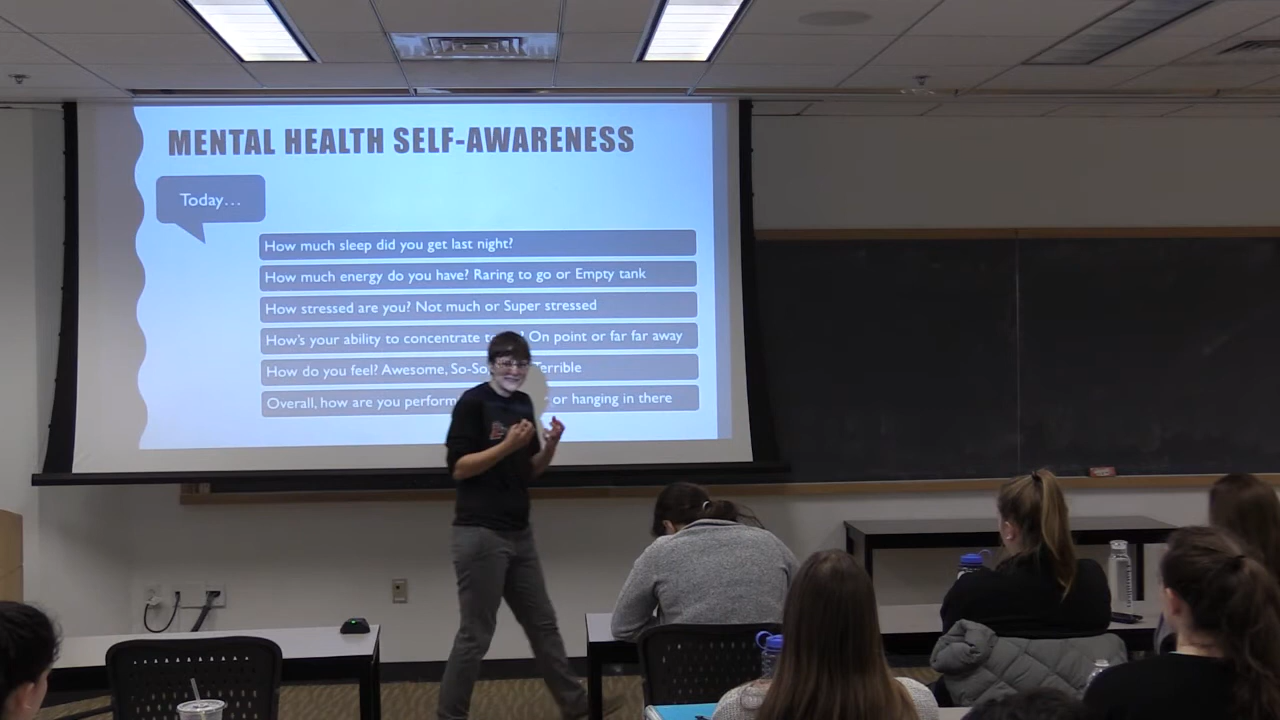 MENTAL HEALTH SELF-AWARENESS
Today...
How much sleep did you get last night?
How much energy do you have? Raring to go or Empty tank
How stressed are you? Not much or Super stressed
How's your ability to concentrate On point or far far away
How do you feel? Awesome, So-So, Terrible
Overall, how are you or hanging in there